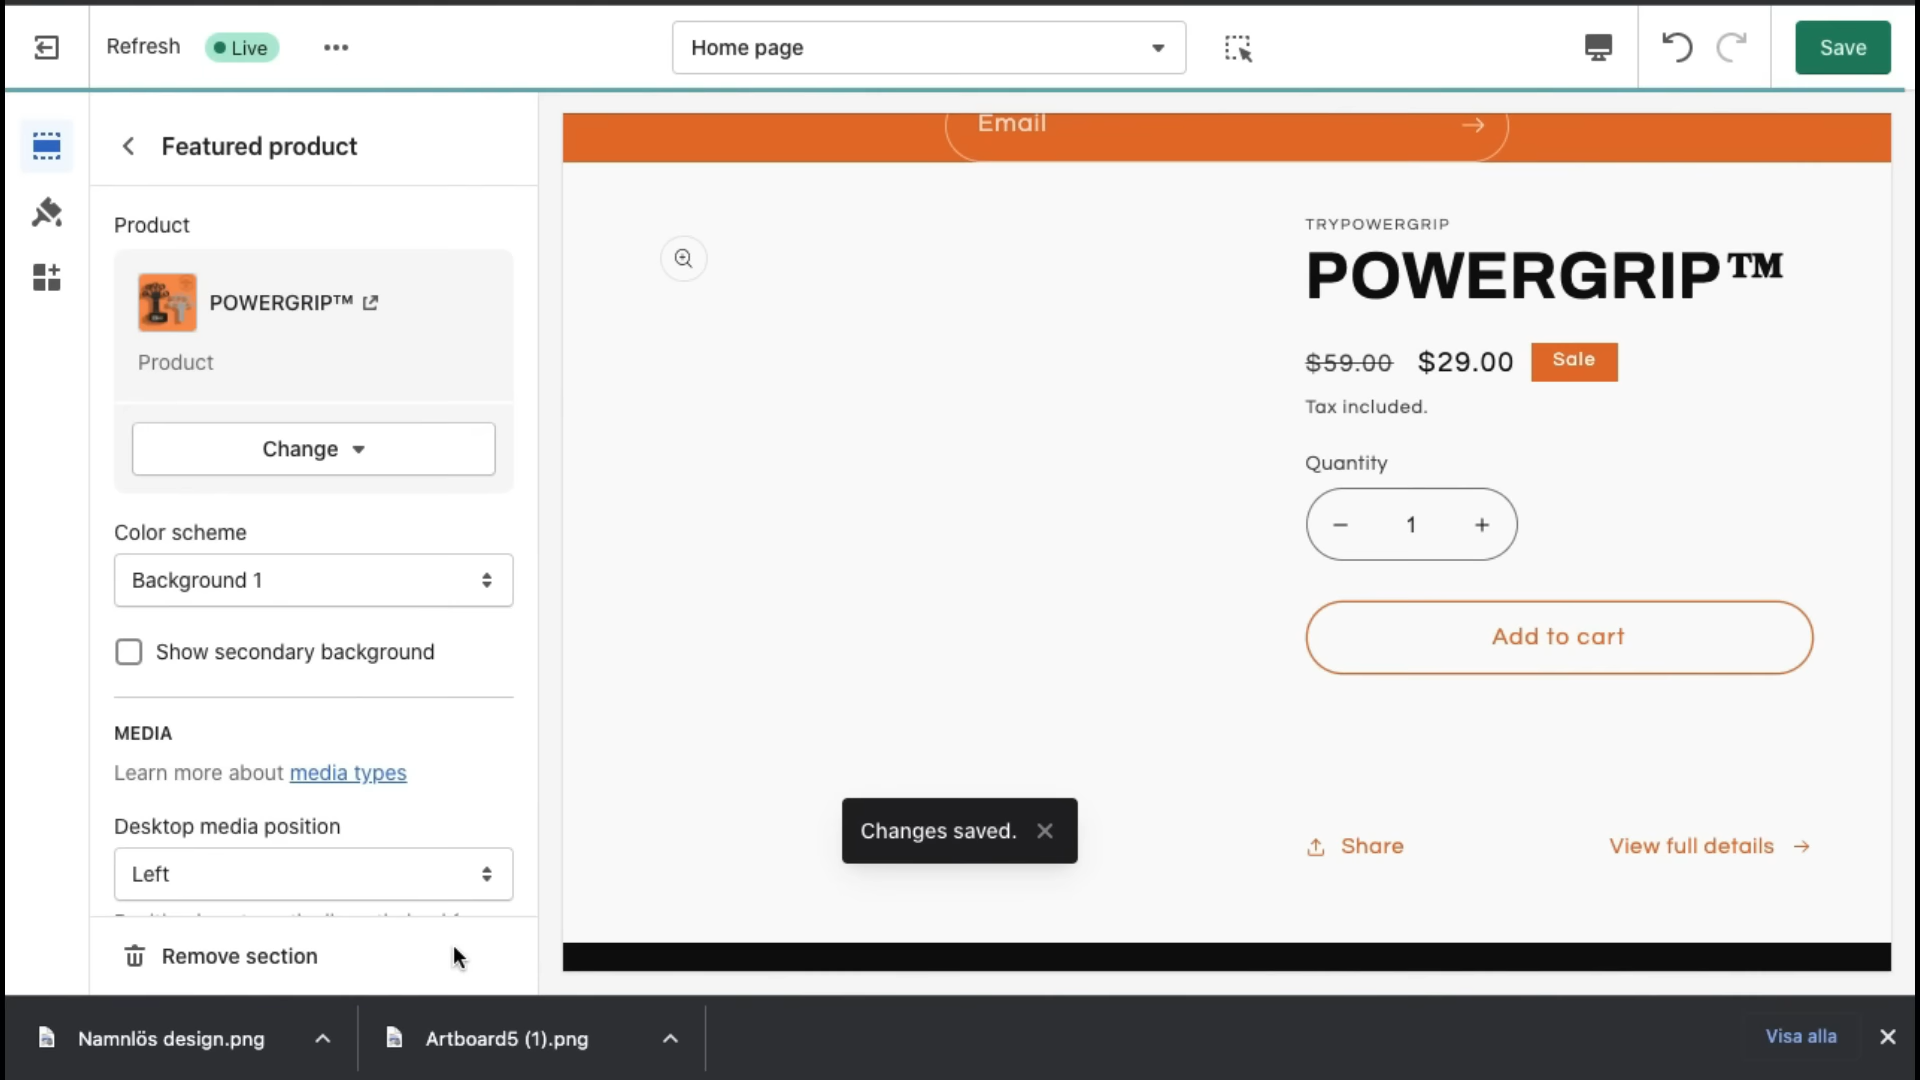 Refresh
Live
Home page
Save
Featured product
Product
POWERGRIP™
Product
Change
Color scheme
Background 1
Show secondary background
MEDIA
Learn more about media types
Desktop media position
Left
Remove section
Email
TRYPOWERGRIP
POWERGRIP™
$59.00 $29.00 Sale
Tax included.
Quantity
1
Add to cart
Changes saved.
Share
View full details
Namnlös design.png
Artboard5 (1).png
Visa alla